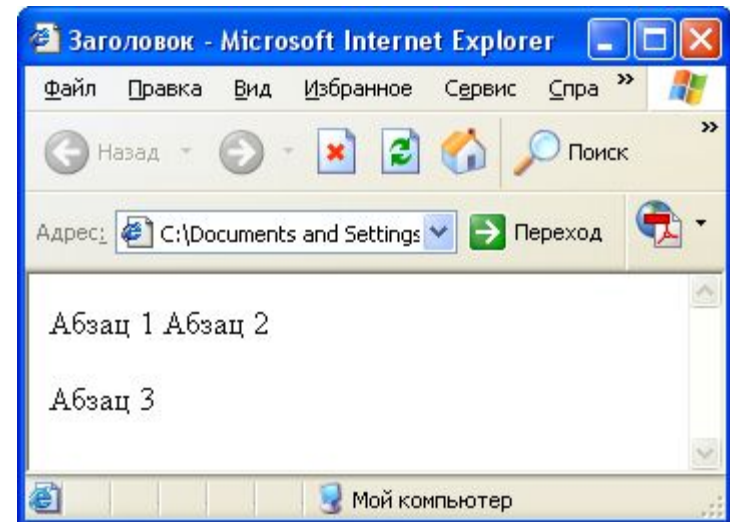 Заголовок - Microsoft Internet Explorer
Файл Правка Вид Избранное Сервис Спра »
Назад Поиск »
Адрес: C:\Documents and Settings Переход
Абзац 1 Абзац 2
Абзац 3
Мой компьютер